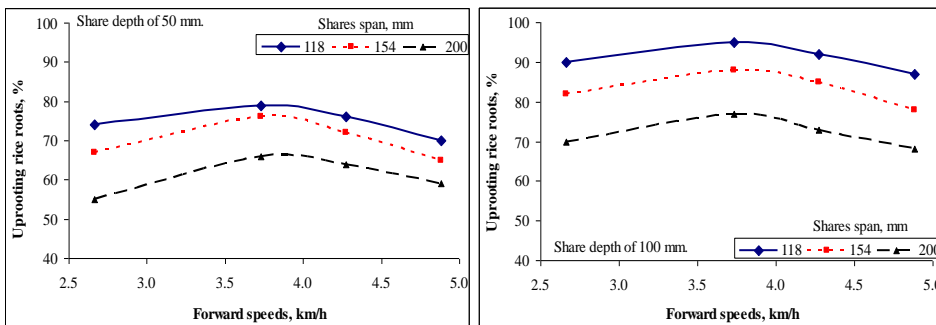 Share depth of 50 mm.
Shares span, mm
118 154 200
Uprooting rice roots, %
100
90
80
70
60
50
40
2.5 3.0 3.5 4.0 4.5 5.0
Forward speeds, km/h
Uprooting rice roots, %
100
90
80
70
60
50
40
Shares span, mm
Share depth of 100 mm.
118 154 200
2.5 3.0 3.5 4.0 4.5 5.0
Forward speeds, km/h